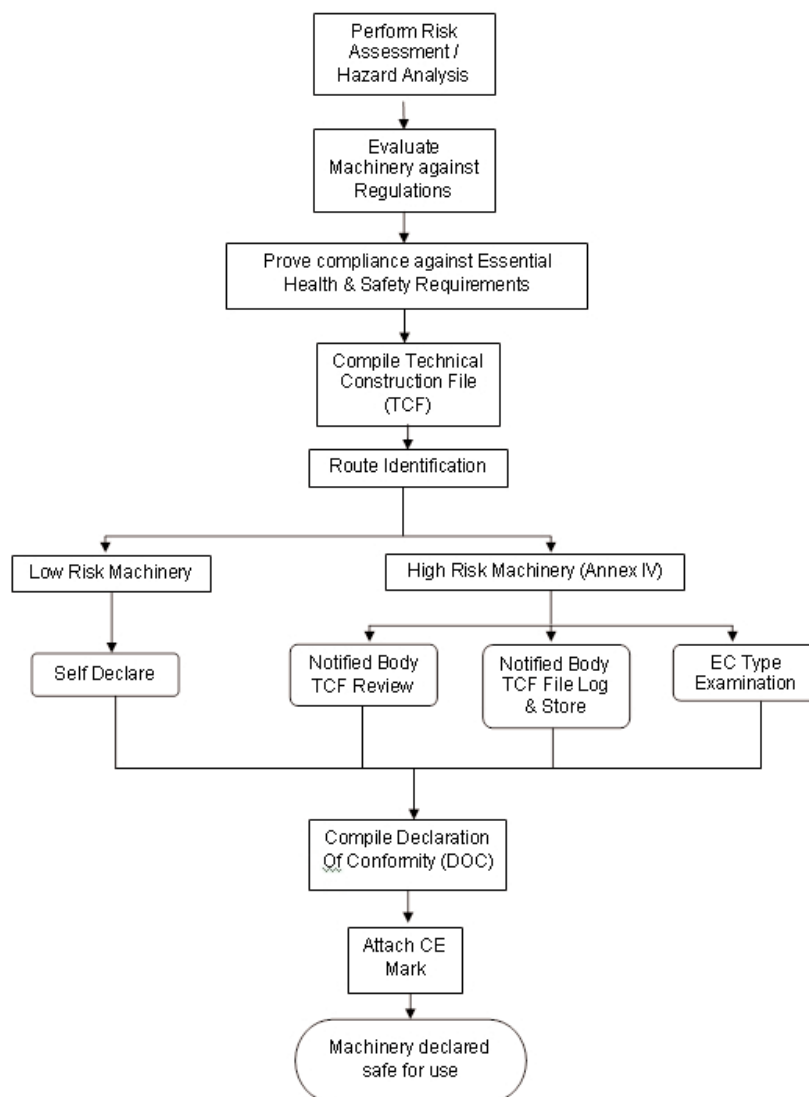 Perform Risk
Assessment /
Hazard Analysis
Evaluate
Machinery against
Regulations
Prove compliance against Essential
Health & Safety Requirements
Compile Technical
Construction File
(TCF)
Route Identification
Low Risk Machinery
High Risk Machinery (Annex IV)
Self Declare
Notified Body
TCF Review
Notified Body
TCF File Log
& Store
EC Type
Examination
Compile Declaration
Of Conformity (DOC)
Attach CE
Mark
Machinery declared
safe for use